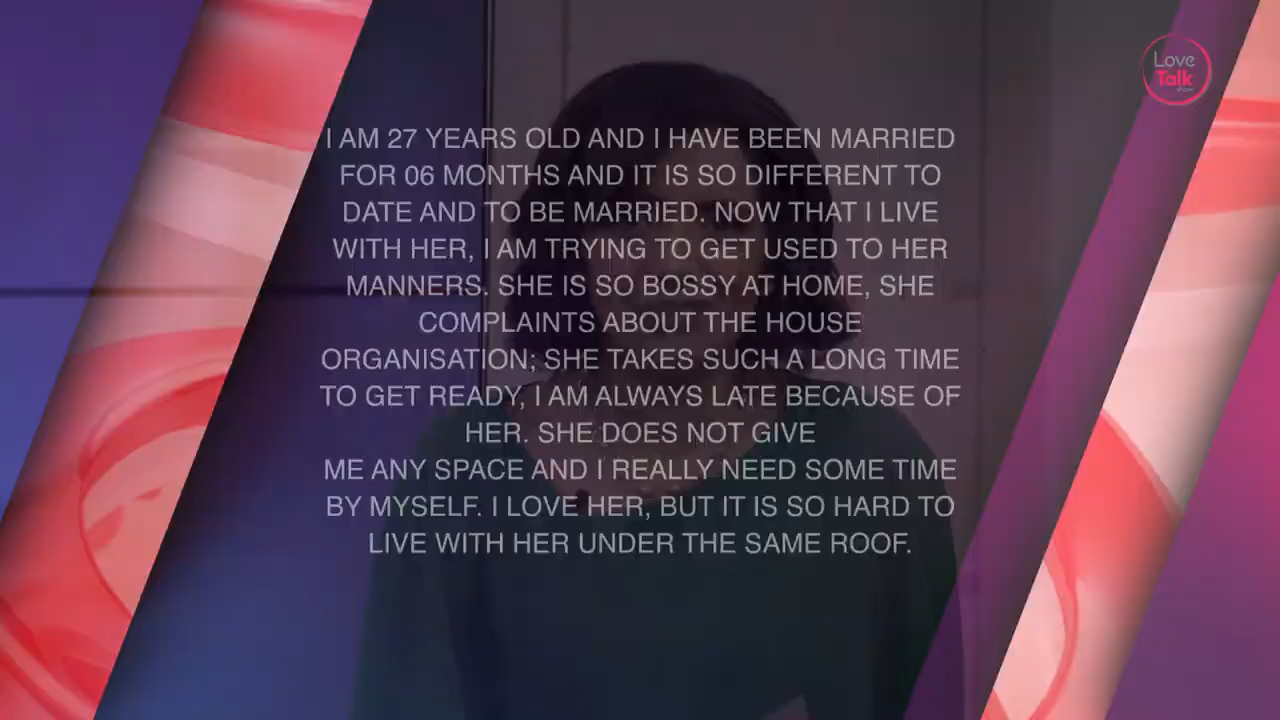 Love
Talk
show
I AM 27 YEARS OLD AND I HAVE BEEN MARRIED
FOR 06 MONTHS AND IT IS SO DIFFERENT TO
DATE AND TO BE MARRIED. NOW THAT I LIVE
WITH HER, I AM TRYING TO GET USED TO HER
MANNERS. SHE IS SO BOSSY AT HOME, SHE
COMPLAINTS ABOUT THE HOUSE
ORGANISATION; SHE TAKES SUCH A LONG TIME
TO GET READY, I AM ALWAYS LATE BECAUSE OF
HER. SHE DOES NOT GIVE
ME ANY SPACE AND I REALLY NEED SOME TIME
BY MYSELF. I LOVE HER, BUT IT IS SO HARD TO
LIVE WITH HER UNDER THE SAME ROOF.